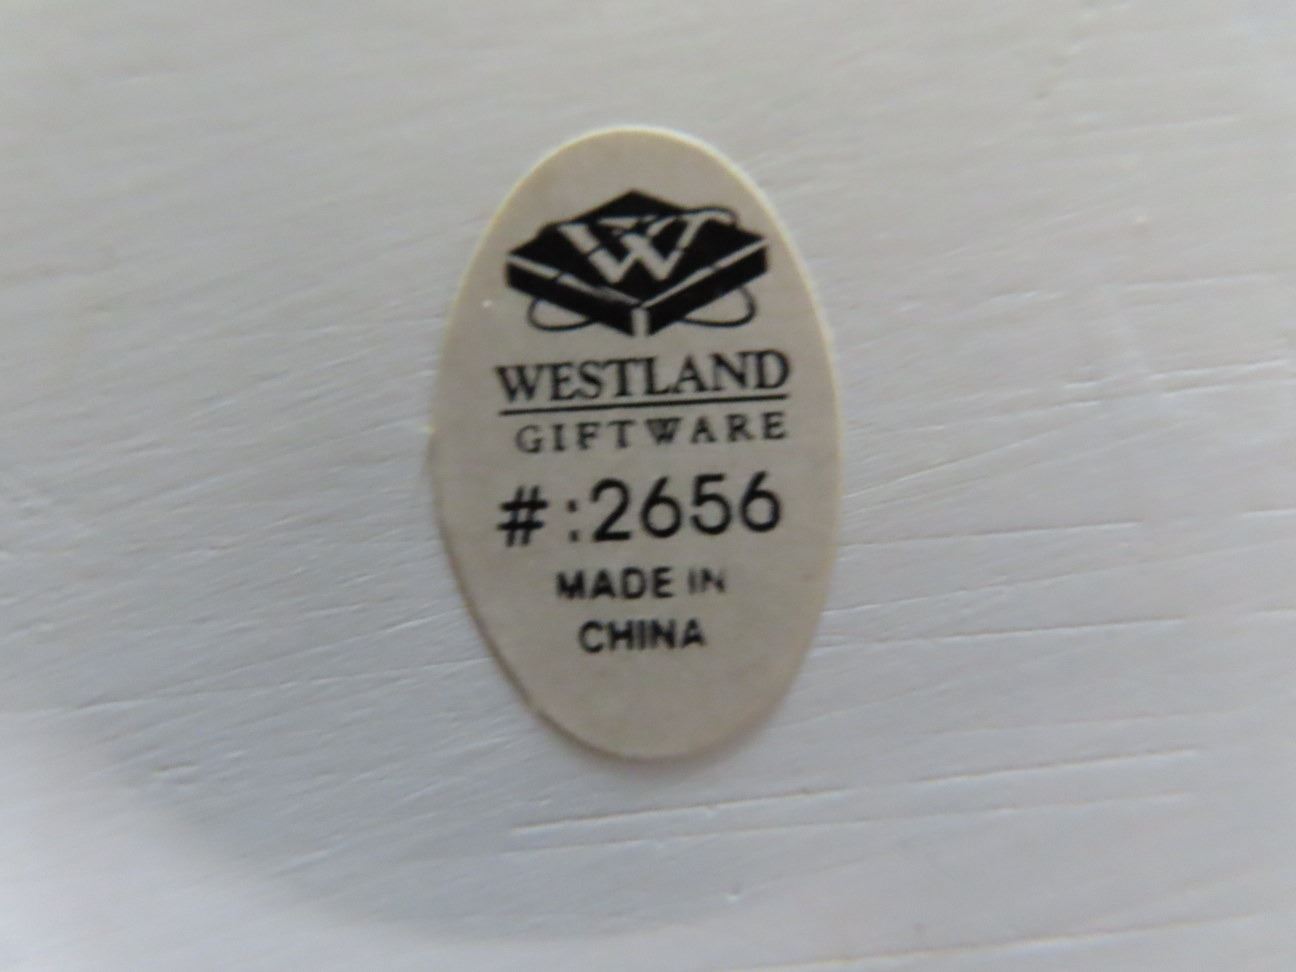 W
WESTLAND
GIFTWARE
#:2656
MADE IN
CHINA